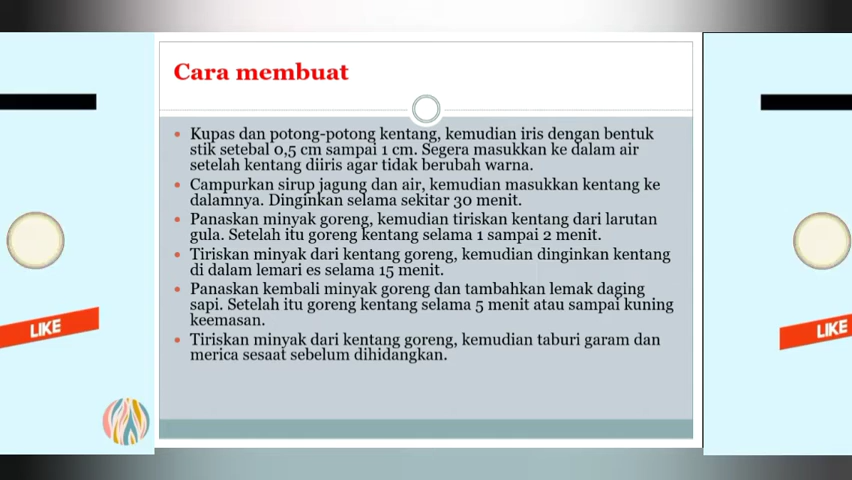 Cara membuat
Kupas dan potong-potong kentang, kemudian iris dengan bentuk
stik setebal 0,5 cm sampai 1 cm. Segera masukkan ke dalam air
setelah kentang diiris agar tidak berubah warna.
Campurkan sirup jagung dan air, kemudian masukkan kentang ke
dalamnya. Dinginkan selama sekitar 30 menit.
Panaskan minyak goreng, kemudian tiriskan kentang dari larutan
gula. Setelah itu goreng kentang selama 1 sampai 2 menit.
Tiriskan minyak dari kentang goreng, kemudian dinginkan kentang
di dalam lemari es selama 15 menit.
Panaskan kembali minyak goreng dan tambahkan lemak daging
sapi. Setelah itu goreng kentang selama 5 menit atau sampai kuning
keemasan.
Tiriskan minyak dari kentang goreng, kemudian taburi garam dan
merica sesaat sebelum dihidangkan.
LIKE
LIKE